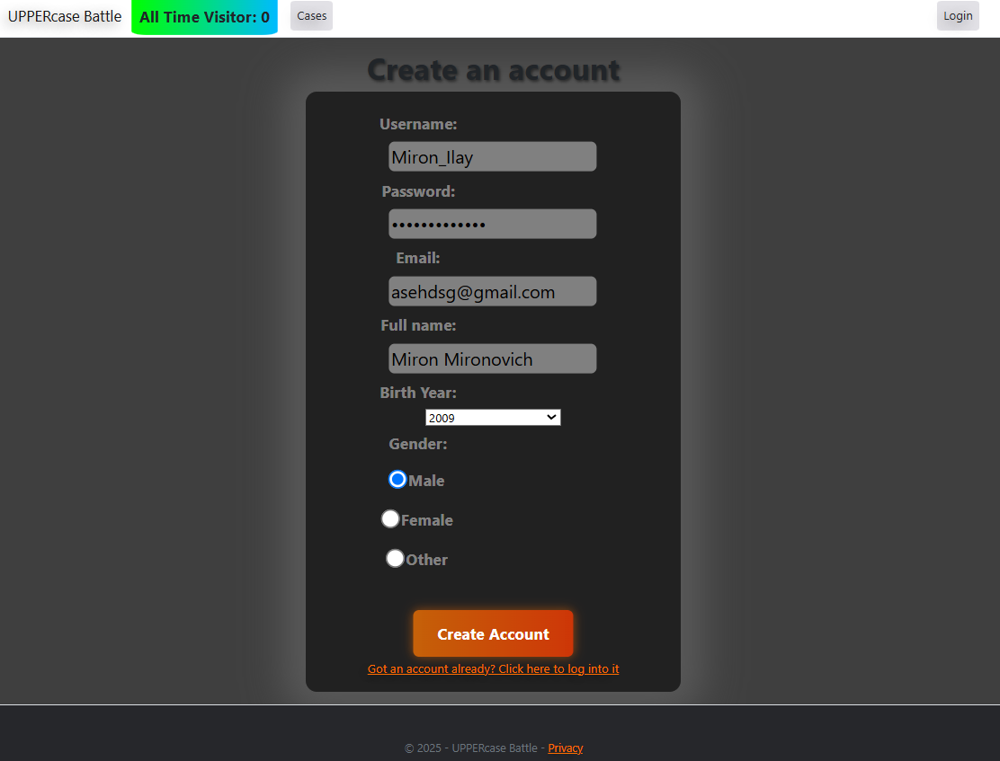 UPPERcase Battle All Time Visitor: 0 Cases Login
Create an account
Username:
Miron_Ilay
Password:
•••••••••••••
Email:
asehdsg@gmail.com
Full name:
Miron Mironovich
Birth Year:
2009
Gender:
Male
Female
Other
Create Account
Got an account already? Click here to log into it
© 2025 - UPPERcase Battle - Privacy